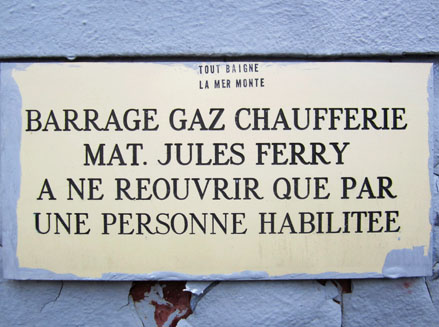 TOUT BAIGNE
LA MER MONTE
BARRAGE GAZ CHAUFFERIE
MAT. JULES FERRY
A NE REOUVRIR QUE PAR
UNE PERSONNE HABILITEE